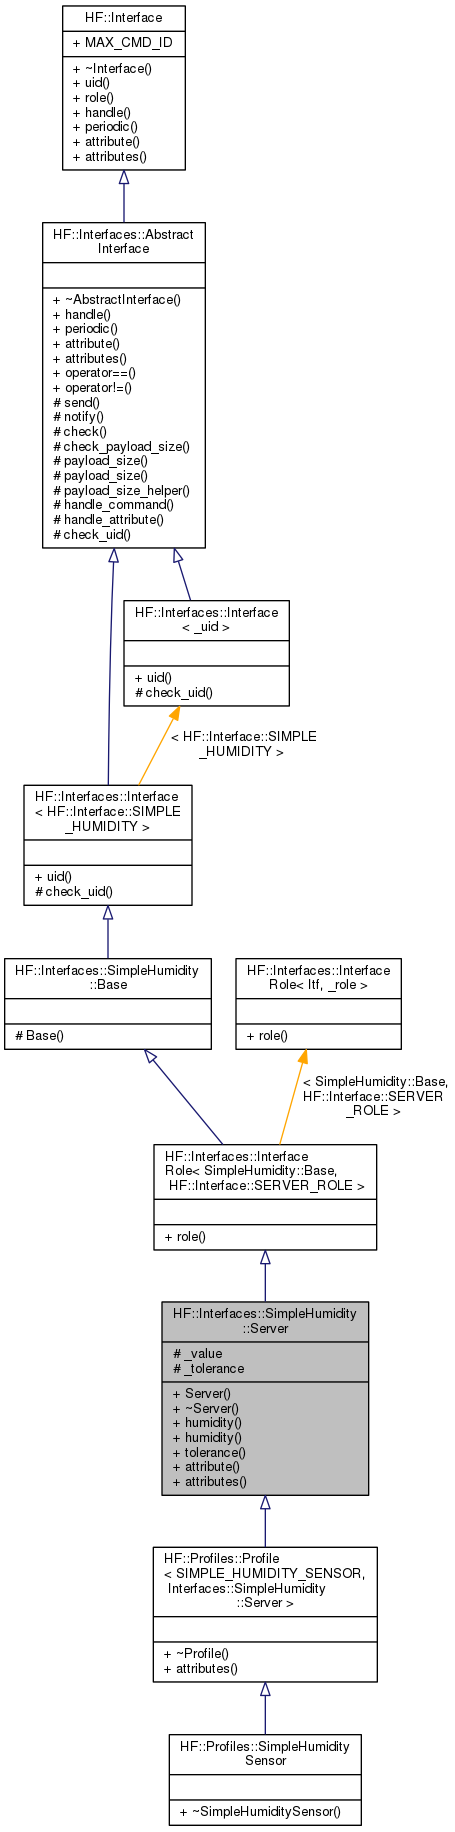 HF::Interface
+ MAX_CMD_ID
+ ~Interface()
+ uid()
+ role()
+ handle()
+ periodic()
+ attribute()
+ attributes()
HF::Interfaces::Abstract
Interface
+ ~AbstractInterface()
+ handle()
+ periodic()
+ attribute()
+ attributes()
+ operator==()
+ operator!=()
# send()
# notify()
# check()
# check_payload_size()
# payload_size()
# payload_size()
# payload_size_helper()
# handle_command()
# handle_attribute()
# check_uid()
HF::Interfaces::Interface
< _uid >
+ uid()
# check_uid()
< HF::Interface::SIMPLE
_HUMIDITY >
HF::Interfaces::Interface
< HF::Interface::SIMPLE
_HUMIDITY >
+ uid()
# check_uid()
HF::Interfaces::SimpleHumidity
::Base
# Base()
HF::Interfaces::Interface
Role< Itf, _role >
+ role()
< SimpleHumidity::Base,
HF::Interface::SERVER
_ROLE >
HF::Interfaces::Interface
Role< SimpleHumidity::Base,
HF::Interface::SERVER_ROLE >
+ role()
HF::Interfaces::SimpleHumidity
::Server
# _value
# _tolerance
+ Server()
+ ~Server()
+ humidity()
+ humidity()
+ tolerance()
+ attribute()
+ attributes()
HF::Profiles::Profile
< SIMPLE_HUMIDITY_SENSOR,
Interfaces::SimpleHumidity
::Server >
+ ~Profile()
+ attributes()
HF::Profiles::SimpleHumidity
Sensor
+ ~SimpleHumiditySensor()